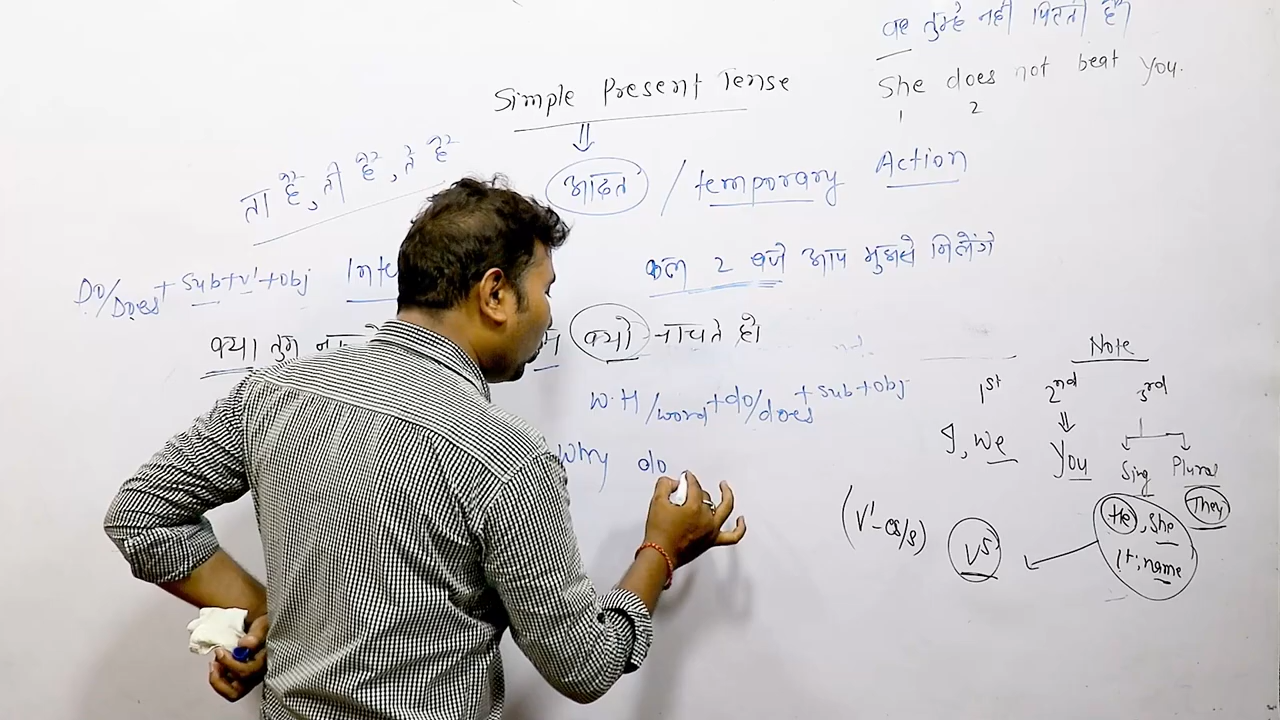 वह तुम्हे नही पिटती है।
She does not beat you.
1 2
Simple Present Tense
ता है, ती है, ते है
आदत / temporary Action
कल 2 बजे आप मुझसे मिलेंगे
Do/Does + Sub + V' + obj Inte
क्या तुम क्यो नाचते हो।
W.H/word + do/does + Sub + obj
Why do
Note
1st 2nd 3rd
I, We You Sing Plural
He, She They
It, name
(V'-es/s) V5